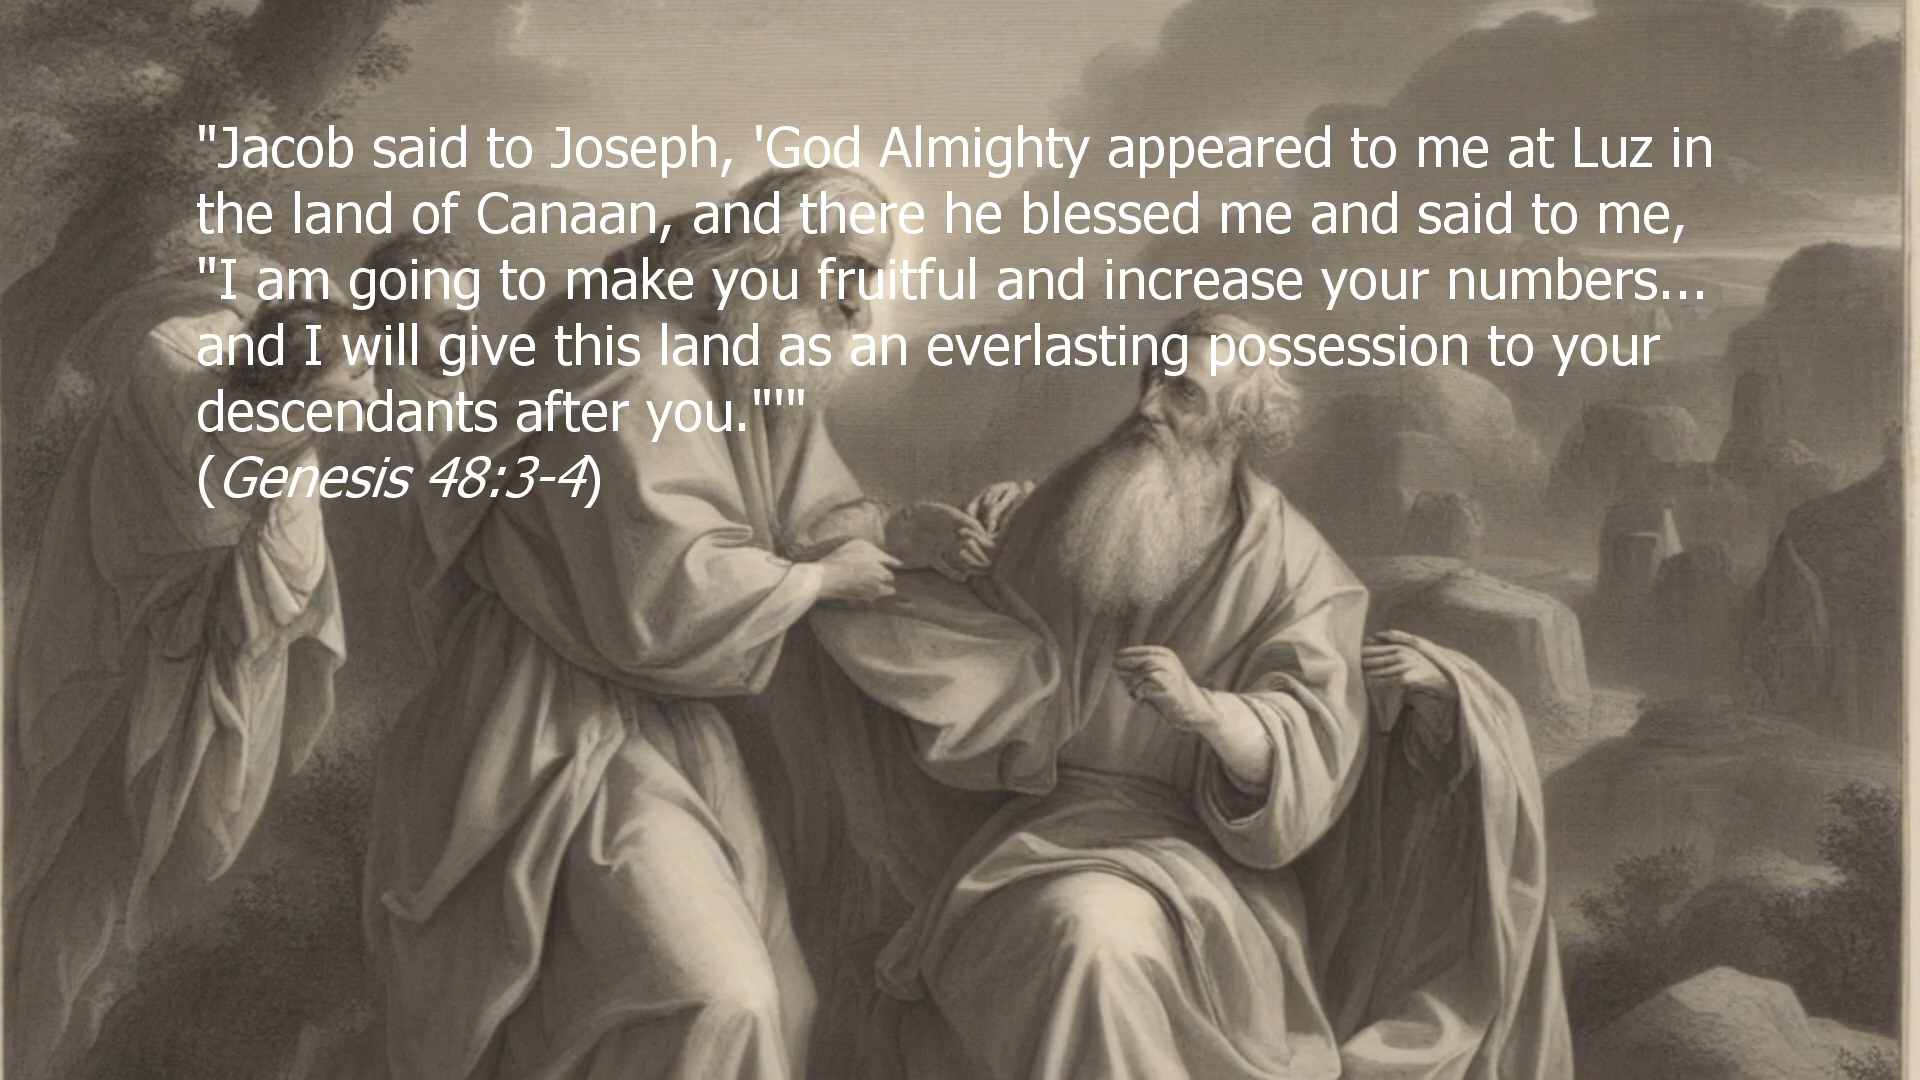 "Jacob said to Joseph, 'God Almighty appeared to me at Luz in
the land of Canaan, and there he blessed me and said to me,
"I am going to make you fruitful and increase your numbers...
and I will give this land as an everlasting possession to your
descendants after you."'"
(Genesis 48:3-4)